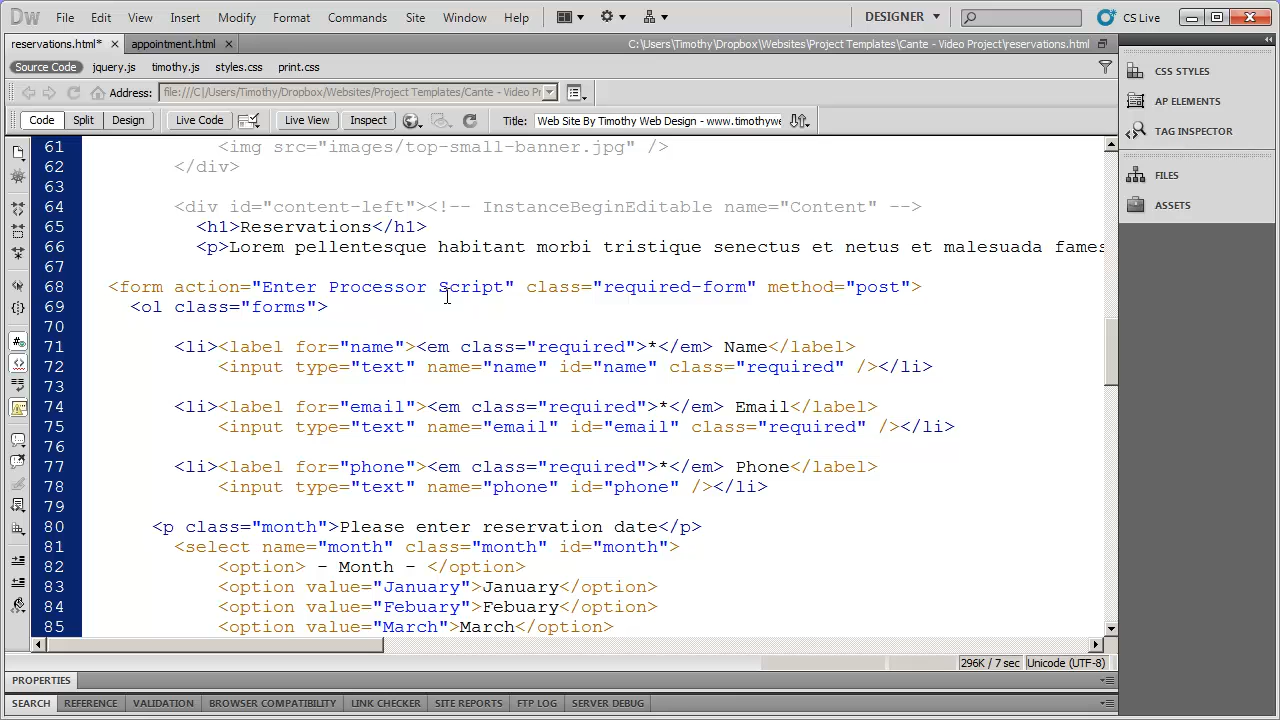 Dw File Edit View Insert Modify Format Commands Site Window Help DESIGNER CS Live
reservations.html* appointment.html C:\Users\Timothy\Dropbox\Websites\Project Templates\Cante - Video Project\reservations.html
Source Code jquery.js timothy.js styles.css print.css
Address: file:///C|/Users/Timothy/Dropbox/Websites/Project Templates/Cante - Video P
Code Split Design Live Code Live View Inspect Title: Web Site By Timothy Web Design - www.timothywe
61 <img src="images/top-small-banner.jpg" />
62 </div>
63
64 <div id="content-left"><!-- InstanceBeginEditable name="Content" -->
65 <h1>Reservations</h1>
66 <p>Lorem pellentesque habitant morbi tristique senectus et netus et malesuada fames
67
68 <form action="Enter Processor Script" class="required-form" method="post">
69 <ol class="forms">
70
71 <li><label for="name"><em class="required">*</em> Name</label>
72 <input type="text" name="name" id="name" class="required" /></li>
73
74 <li><label for="email"><em class="required">*</em> Email</label>
75 <input type="text" name="email" id="email" class="required" /></li>
76
77 <li><label for="phone"><em class="required">*</em> Phone</label>
78 <input type="text" name="phone" id="phone" /></li>
79
80 <p class="month">Please enter reservation date</p>
81 <select name="month" class="month" id="month">
82 <option> - Month - </option>
83 <option value="January">January</option>
84 <option value="Febuary">Febuary</option>
85 <option value="March">March</option>
296K / 7 sec Unicode (UTF-8)
PROPERTIES
SEARCH REFERENCE VALIDATION BROWSER COMPATIBILITY LINK CHECKER SITE REPORTS FTP LOG SERVER DEBUG
CSS STYLES
AP ELEMENTS
TAG INSPECTOR
FILES
ASSETS